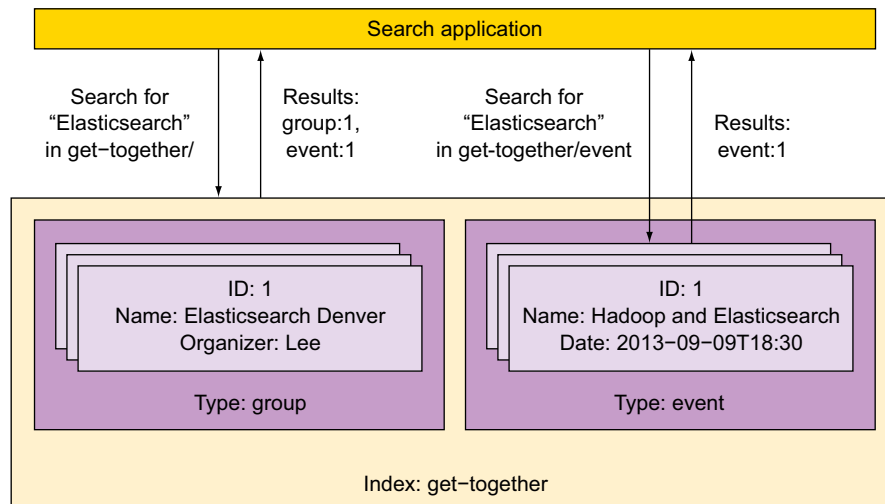 Search application
Search for
“Elasticsearch”
in get−together/
Results:
group:1,
event:1
Search for
“Elasticsearch”
in get-together/event
Results:
event:1
ID: 1
Name: Elasticsearch Denver
Organizer: Lee
Type: group
ID: 1
Name: Hadoop and Elasticsearch
Date: 2013−09−09T18:30
Type: event
Index: get−together